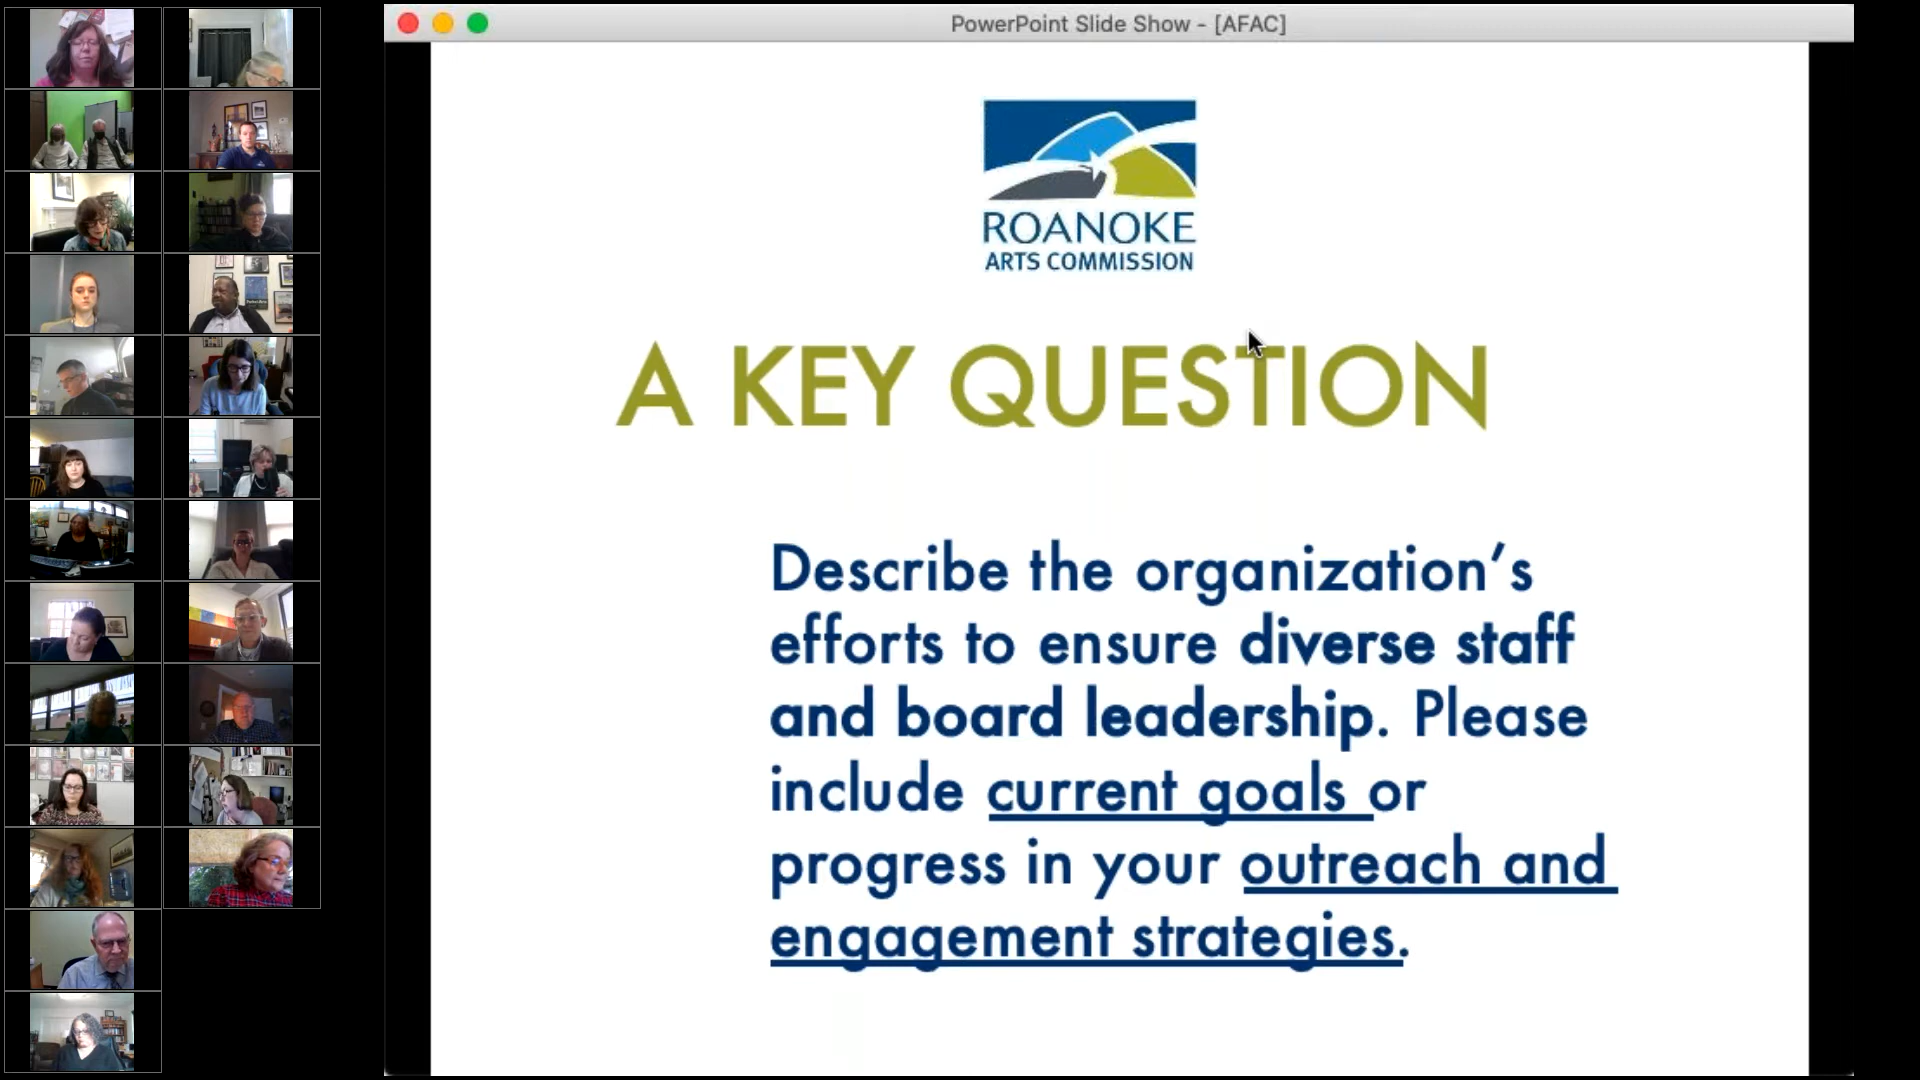 PowerPoint Slide Show - [AFAC]
ROANOKE
ARTS COMMISSION
A KEY QUESTION
Describe the organization’s
efforts to ensure diverse staff
and board leadership. Please
include current goals or
progress in your outreach and
engagement strategies.